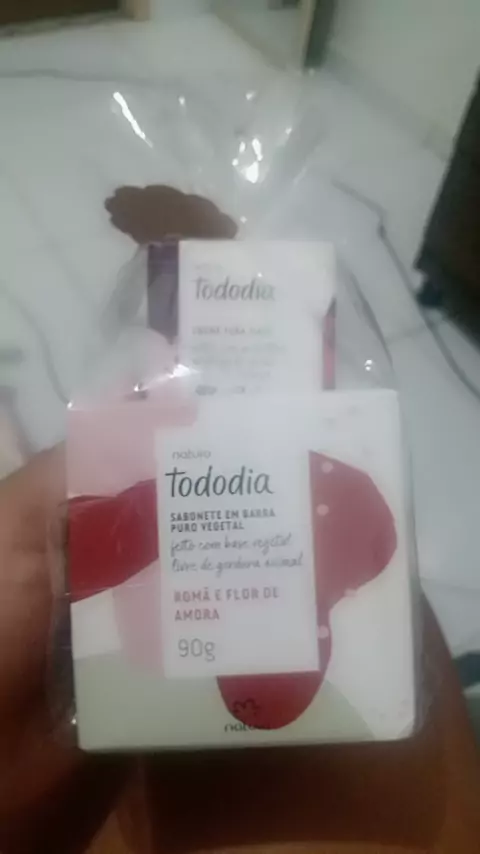 Tododia
CREME PARA
natura
Tododia
SABONETE EM BARRA
PURO VEGETAL
feito com base vegetal
livre de gordura animal
ROMÃ E FLOR DE
AMORA
90g
natura